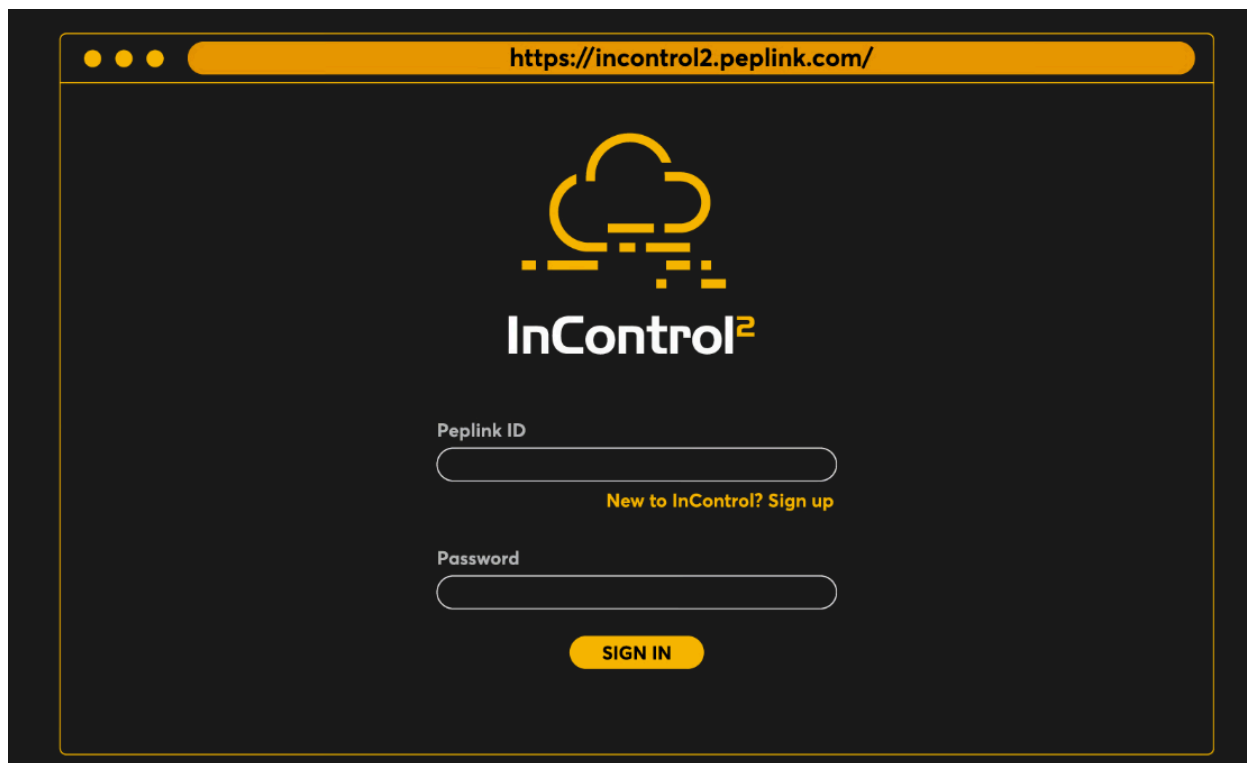 https://incontrol2.peplink.com/
InControl²
Peplink ID
New to InControl? Sign up
Password
SIGN IN